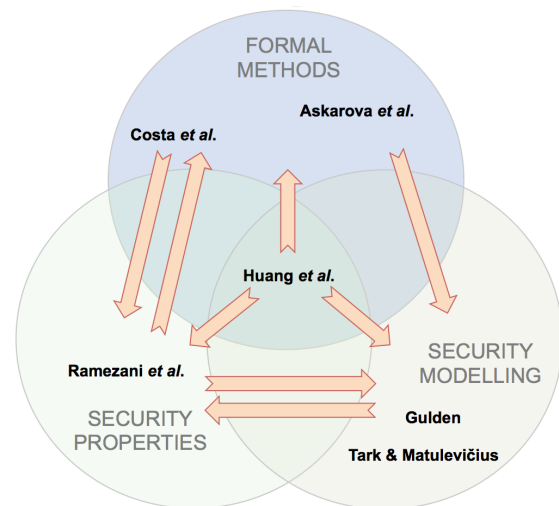 FORMAL
METHODS
Askarova et al.
Costa et al.
Huang et al.
SECURITY
MODELLING
Ramezani et al.
SECURITY
PROPERTIES
Gulden
Tark & Matulevičius